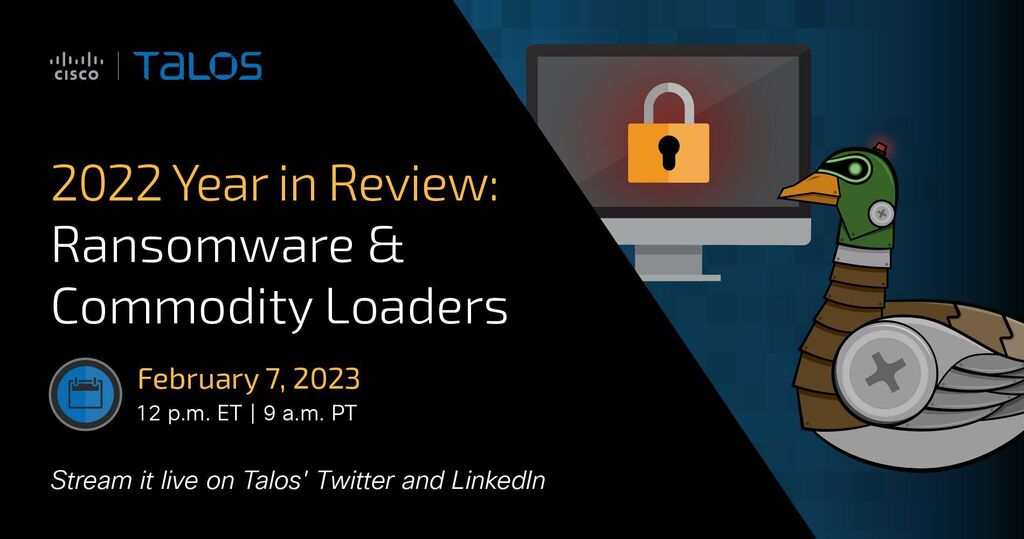 CISCO
TALOS
2022 Year in Review:
Ransomware &
Commodity Loaders
February 7, 2023
12 p.m. ET | 9 a.m. PT
Stream it live on Talos' Twitter and LinkedIn